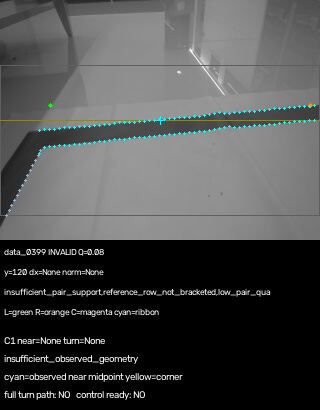 data_0399 INVALID Q=0.08
y=120 dx=None norm=None
insufficient_pair_support,reference_row_not_bracketed,low_pair_qua
L=green R=orange C=magenta cyan=ribbon
C1 near=None turn=None
insufficient_observed_geometry
cyan=observed near midpoint yellow=corner
full turn path: NO control ready: NO